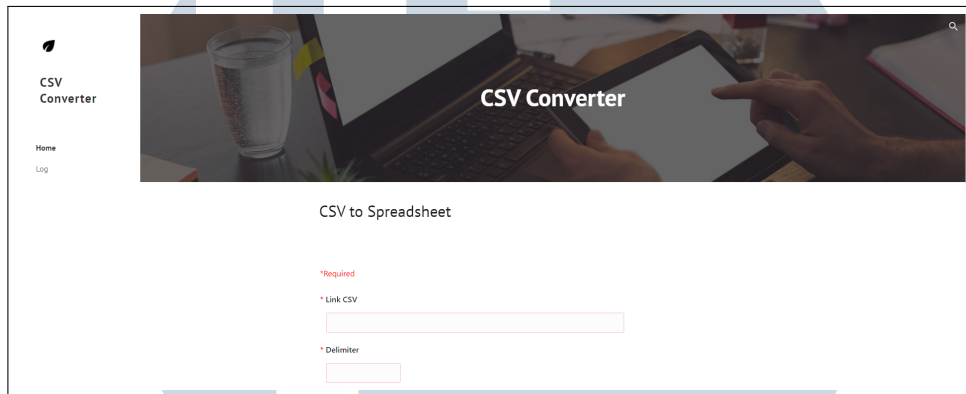 CSV
Converter
Home
Log
CSV Converter
CSV to Spreadsheet
*Required
* Link CSV
* Delimiter